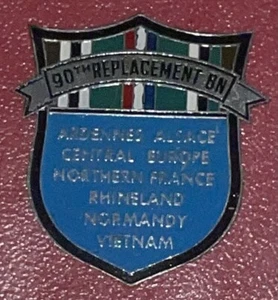 90TH REPLACEMENT BN
ARDENNES ALSACE
CENTRAL EUROPE
NORTHERN FRANCE
RHINELAND
NORMANDY
VIETNAM